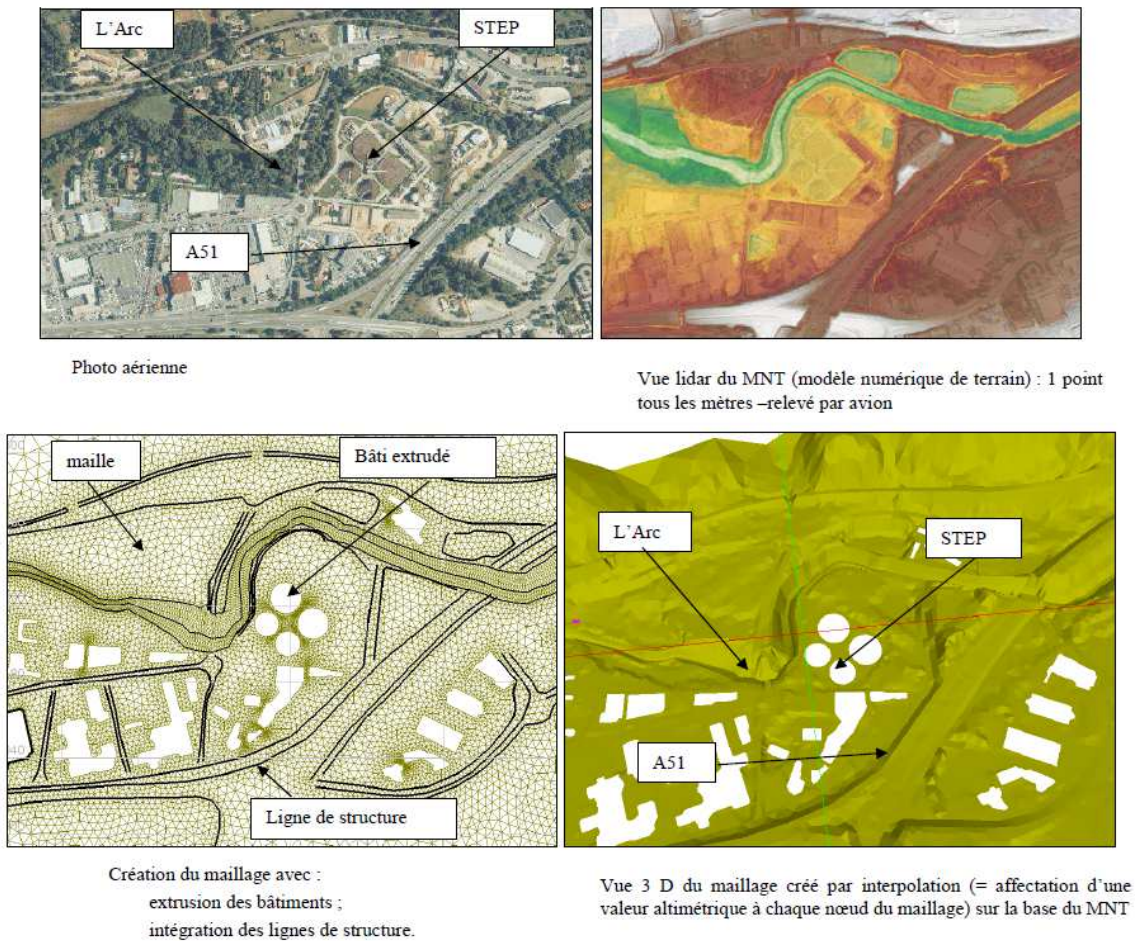 L'Arc
STEP
A51
Photo aérienne
Vue lidar du MNT (modèle numérique de terrain) : 1 point
tous les mètres –relevé par avion
maille
Bâti extrudé
Ligne de structure
L'Arc
STEP
A51
Création du maillage avec :
extrusion des bâtiments ;
intégration des lignes de structure.
Vue 3 D du maillage créé par interpolation (= affectation d'une
valeur altimétrique à chaque nœud du maillage) sur la base du MNT